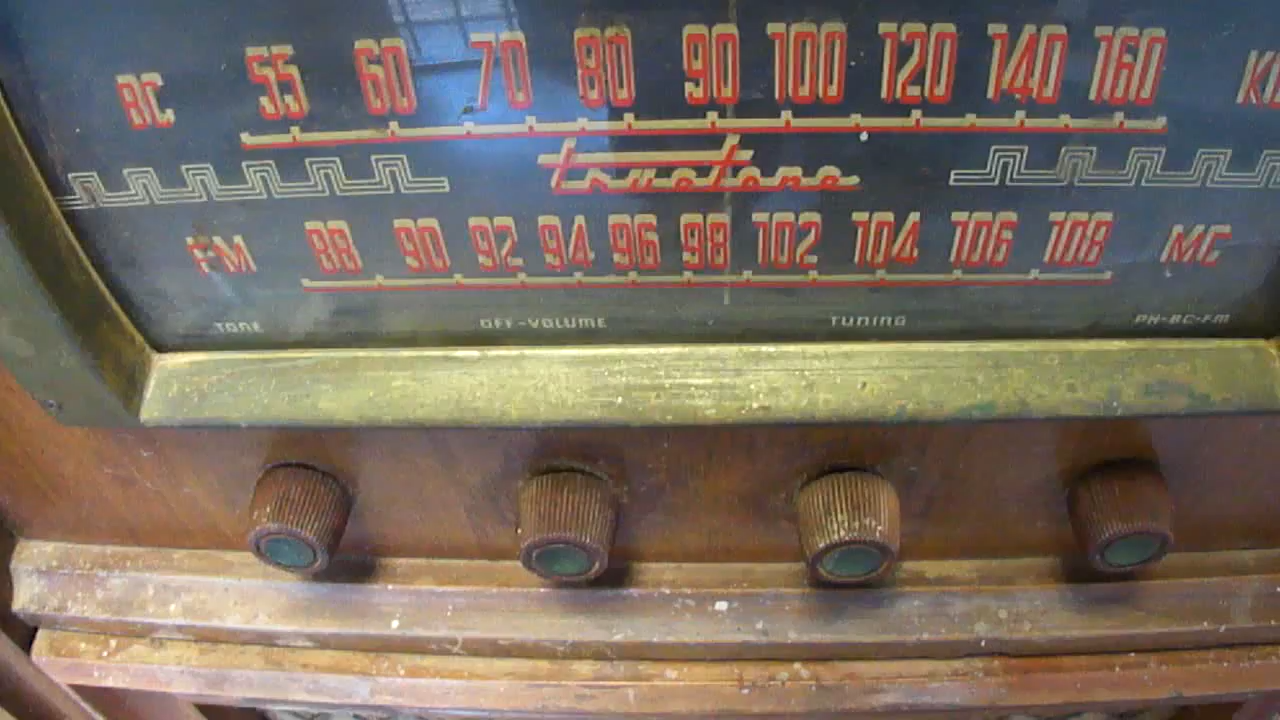 BC 55 60 70 80 90 100 120 140 160
truetone
FM 88 90 92 94 96 98 102 104 106 108 MC
TONE OFF-VOLUME TUNING PH-BC-FM